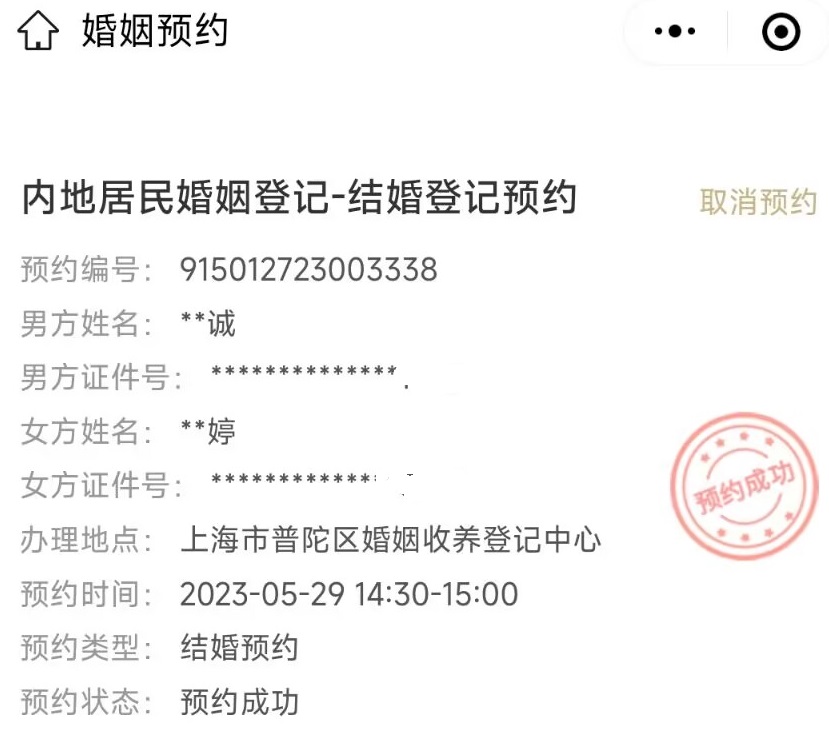 婚姻预约
内地居民婚姻登记-结婚登记预约
取消预约
预约编号： 915012723003338
男方姓名： **诚
男方证件号： **************
女方姓名： **婷
女方证件号： *************
办理地点： 上海市普陀区婚姻收养登记中心
预约时间： 2023-05-29 14:30-15:00
预约类型： 结婚预约
预约状态： 预约成功
预约成功